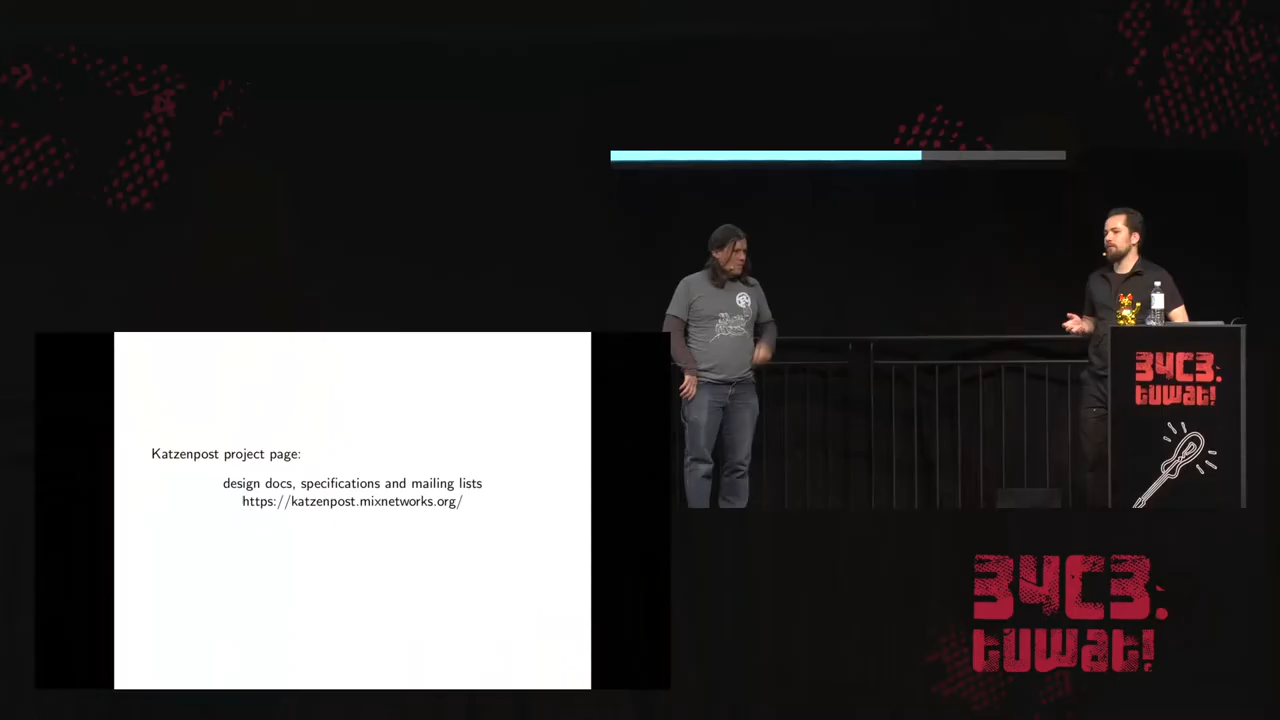 Katzenpost project page:
design docs, specifications and mailing lists
https://katzenpost.mixnetworks.org/
34C3.
tuwat!
34C3.
tuwat!